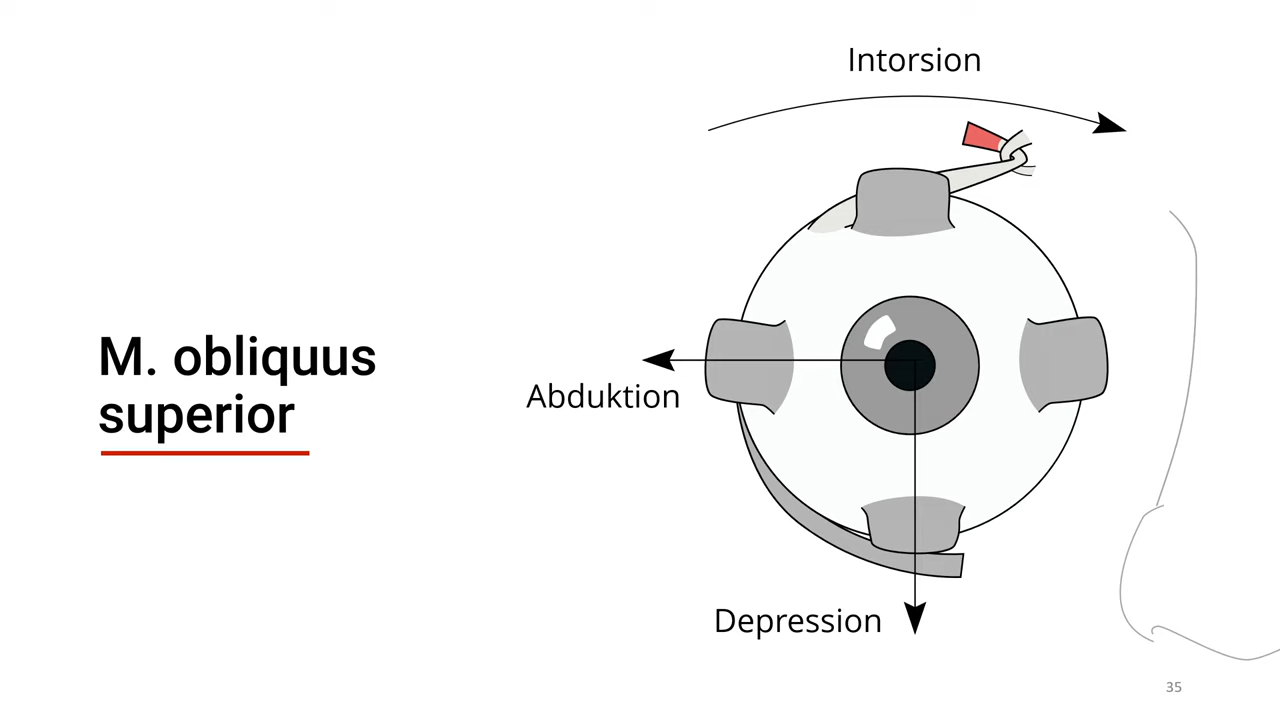 Intorsion
M. obliquus
superior
Abduktion
Depression
35